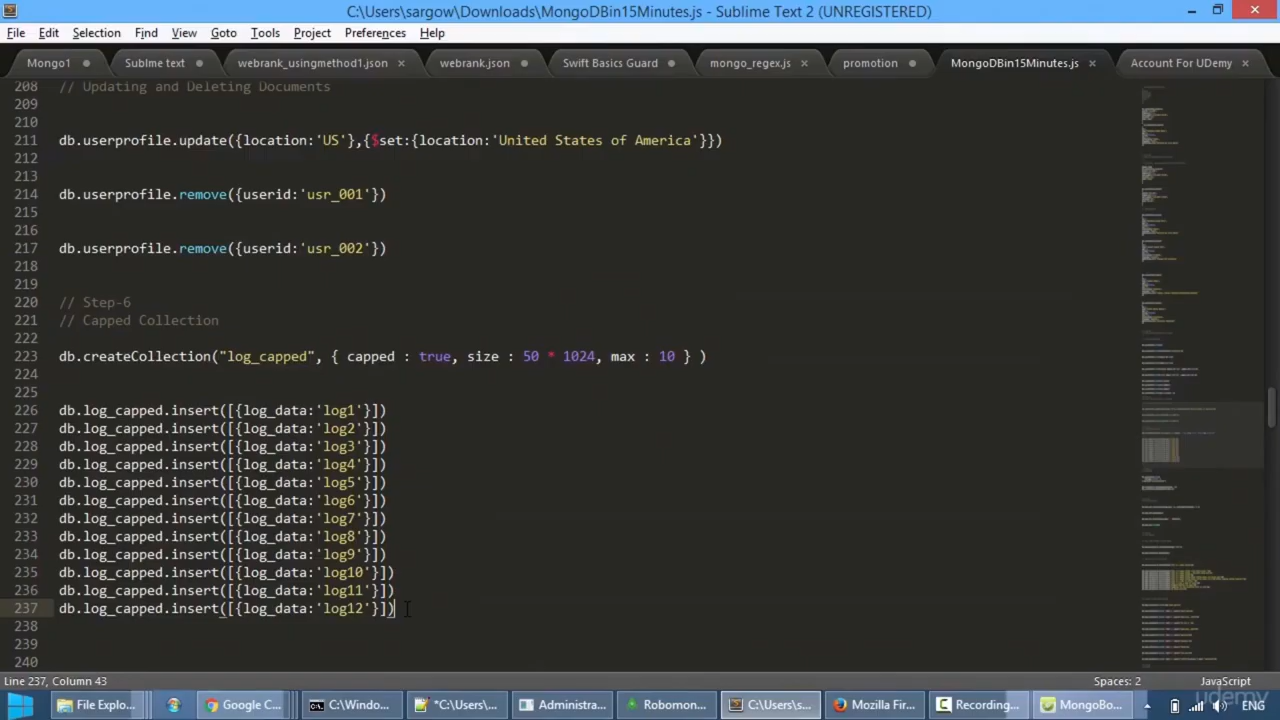 C:\Users\sargow\Downloads\MongoDBin15Minutes.js - Sublime Text 2 (UNREGISTERED)
File Edit Selection Find View Goto Tools Project Preferences Help
Mongo1 Sublime text webrank_usingmethod1.json webrank.json Swift Basics Guard mongo_regex.js promotion MongoDBin15Minutes.js Account For UDemy
208 // Updating and Deleting Documents
209
210
211 db.userprofile.update({location:'US'},{$set:{location:'United States of America'}})
212
213
214 db.userprofile.remove({userid:'usr_001'})
215
216
217 db.userprofile.remove({userid:'usr_002'})
218
219
220 // Step-6
221 // Capped Collection
222
223 db.createCollection("log_capped", { capped : true, size : 50 * 1024, max : 10 } )
224
225
226 db.log_capped.insert([{log_data:'log1'}])
227 db.log_capped.insert([{log_data:'log2'}])
228 db.log_capped.insert([{log_data:'log3'}])
229 db.log_capped.insert([{log_data:'log4'}])
230 db.log_capped.insert([{log_data:'log5'}])
231 db.log_capped.insert([{log_data:'log6'}])
232 db.log_capped.insert([{log_data:'log7'}])
233 db.log_capped.insert([{log_data:'log8'}])
234 db.log_capped.insert([{log_data:'log9'}])
235 db.log_capped.insert([{log_data:'log10'}])
236 db.log_capped.insert([{log_data:'log11'}])
237 db.log_capped.insert([{log_data:'log12'}])
238
239
240
Line 237, Column 43 Spaces: 2 JavaScript
File Explo... Google C... C:\Windo... *C:\Users\... Administra... Robomon... C:\Users\s... Mozilla Fir... Recording... MongoBo... ENG
udemy